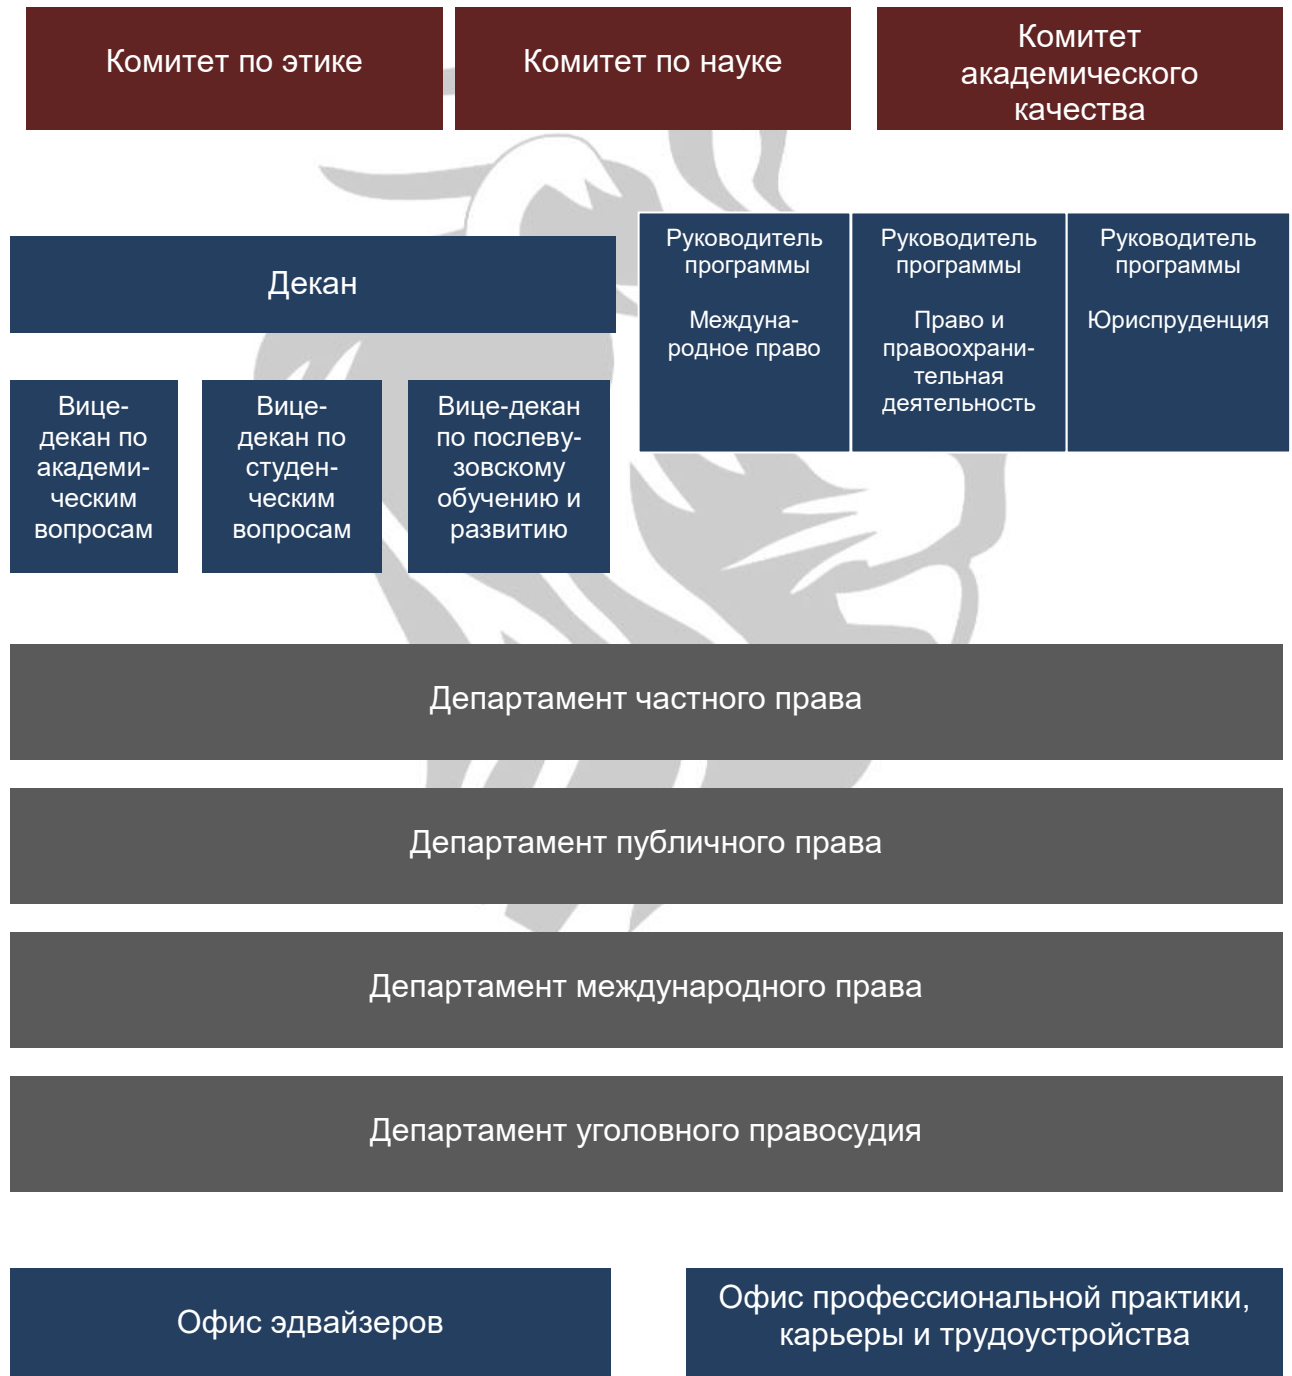 Комитет по этике
Комитет по науке
Комитет
академического
качества
Декан
Руководитель
программы
Междуна-
родное право
Руководитель
программы
Право и
правоохрани-
тельная
деятельность
Руководитель
программы
Юриспруденция
Вице-
декан по
академи-
ческим
вопросам
Вице-
декан по
студен-
ческим
вопросам
Вице-декан
по послеву-
зовскому
обучению и
развитию
Департамент частного права
Департамент публичного права
Департамент международного права
Департамент уголовного правосудия
Офис эдвайзеров
Офис профессиональной практики,
карьеры и трудоустройства